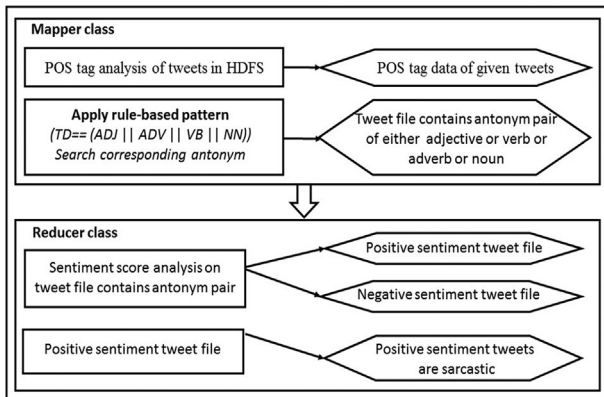 Mapper class
POS tag analysis of tweets in HDFS
POS tag data of given tweets
Apply rule-based pattern
(TD== (ADJ || ADV || VB || NN))
Search corresponding antonym
Tweet file contains antonym pair
of either adjective or verb or
adverb or noun
Reducer class
Sentiment score analysis on
tweet file contains antonym pair
Positive sentiment tweet file
Negative sentiment tweet file
Positive sentiment tweet file
Positive sentiment tweets
are sarcastic